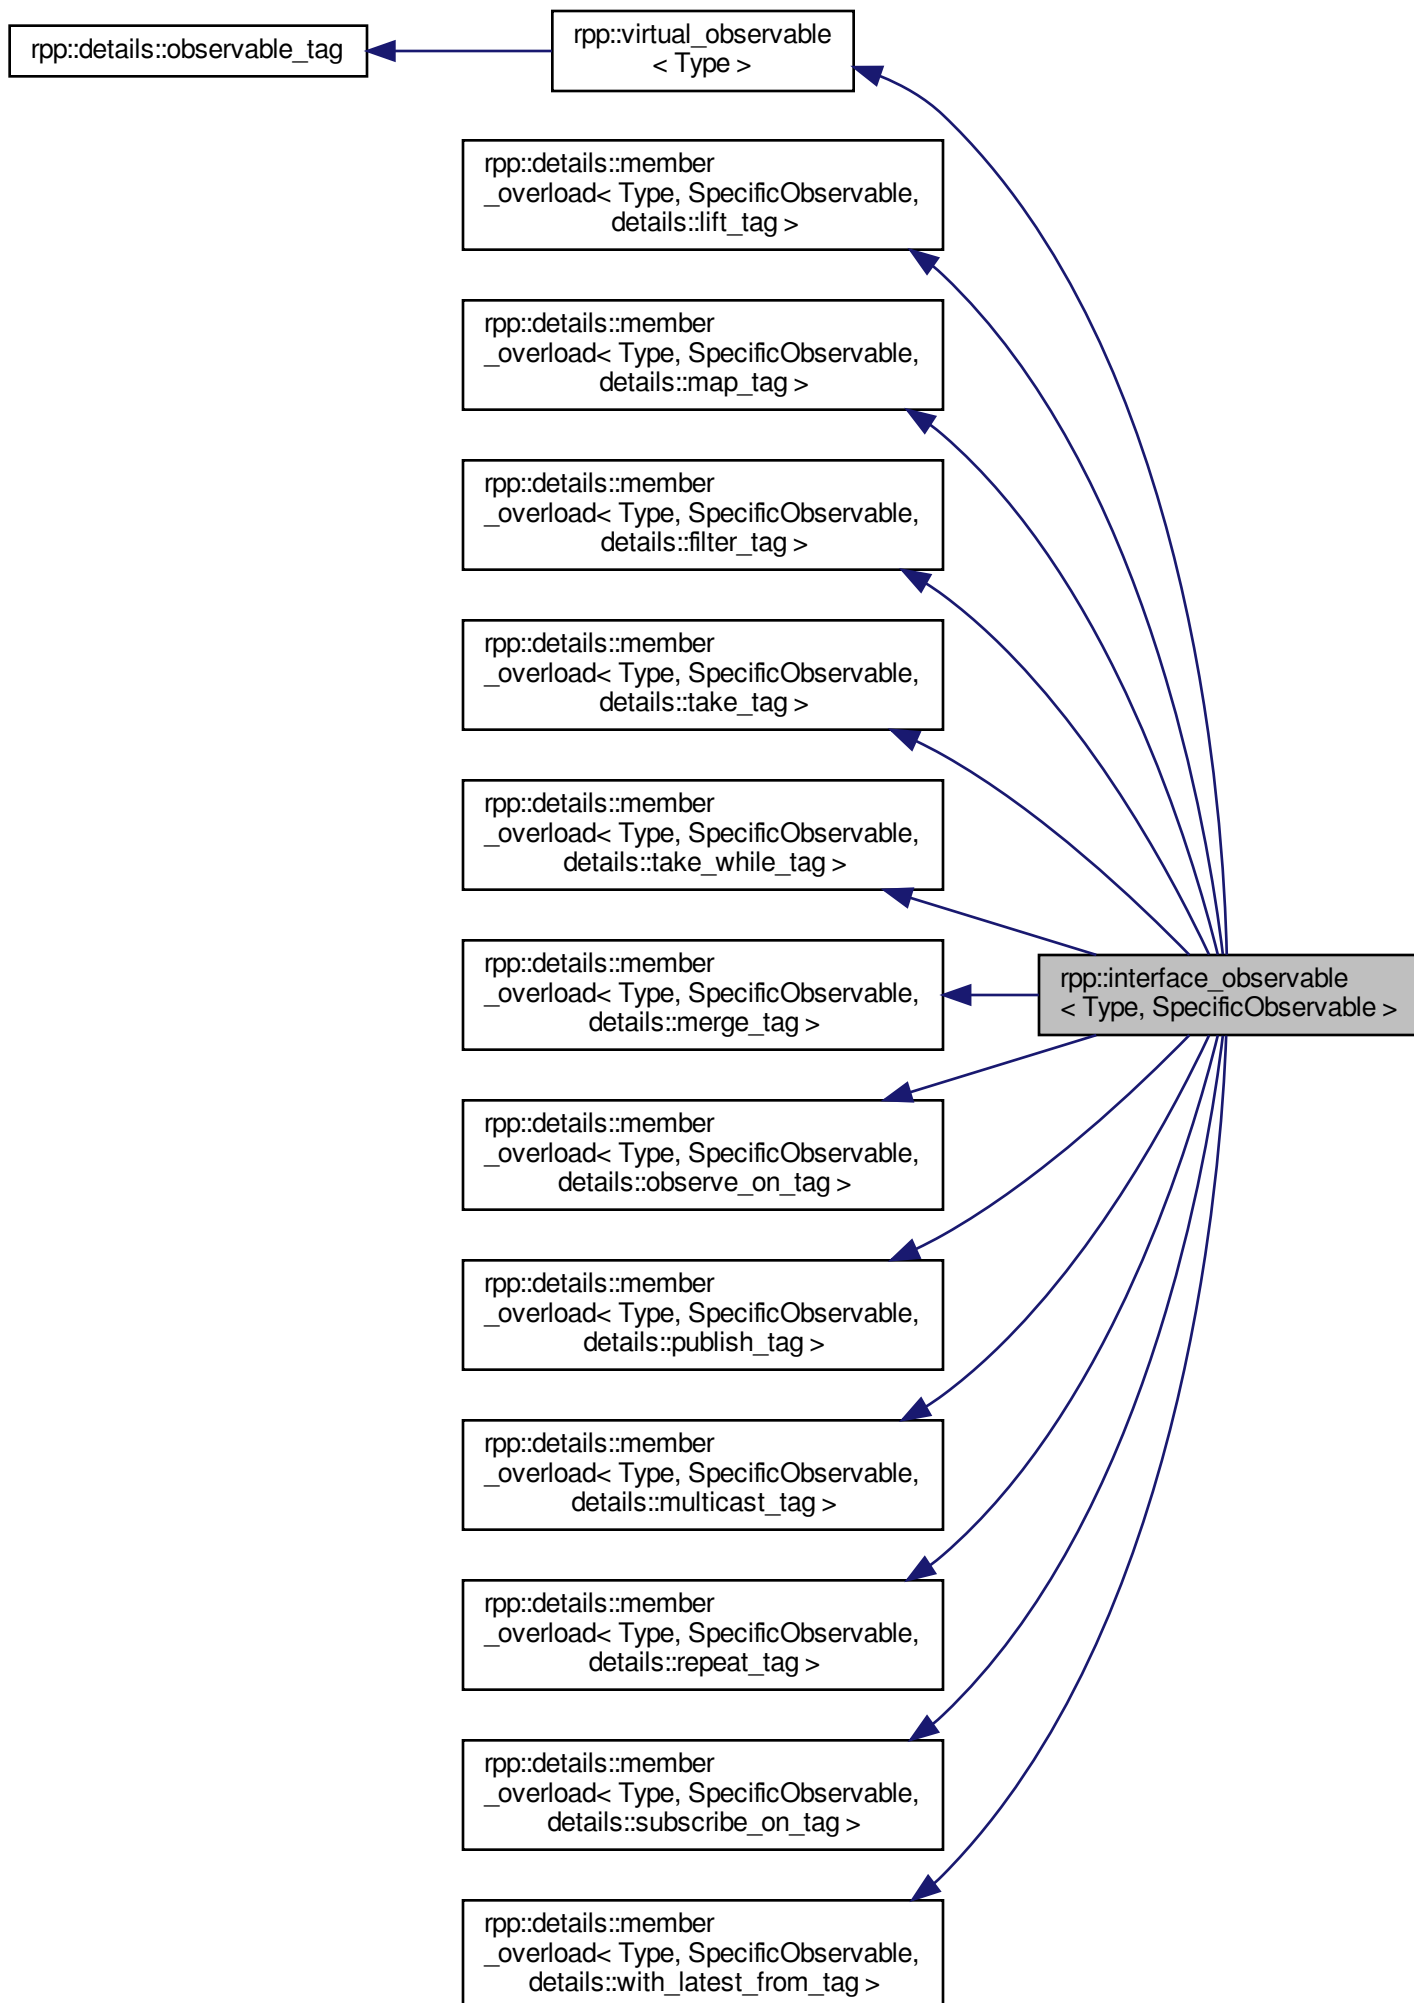 rpp::details::observable_tag
rpp::virtual_observable
< Type >
rpp::details::member
_overload< Type, SpecificObservable,
details::lift_tag >
rpp::details::member
_overload< Type, SpecificObservable,
details::map_tag >
rpp::details::member
_overload< Type, SpecificObservable,
details::filter_tag >
rpp::details::member
_overload< Type, SpecificObservable,
details::take_tag >
rpp::details::member
_overload< Type, SpecificObservable,
details::take_while_tag >
rpp::details::member
_overload< Type, SpecificObservable,
details::merge_tag >
rpp::interface_observable
< Type, SpecificObservable >
rpp::details::member
_overload< Type, SpecificObservable,
details::observe_on_tag >
rpp::details::member
_overload< Type, SpecificObservable,
details::publish_tag >
rpp::details::member
_overload< Type, SpecificObservable,
details::multicast_tag >
rpp::details::member
_overload< Type, SpecificObservable,
details::repeat_tag >
rpp::details::member
_overload< Type, SpecificObservable,
details::subscribe_on_tag >
rpp::details::member
_overload< Type, SpecificObservable,
details::with_latest_from_tag >